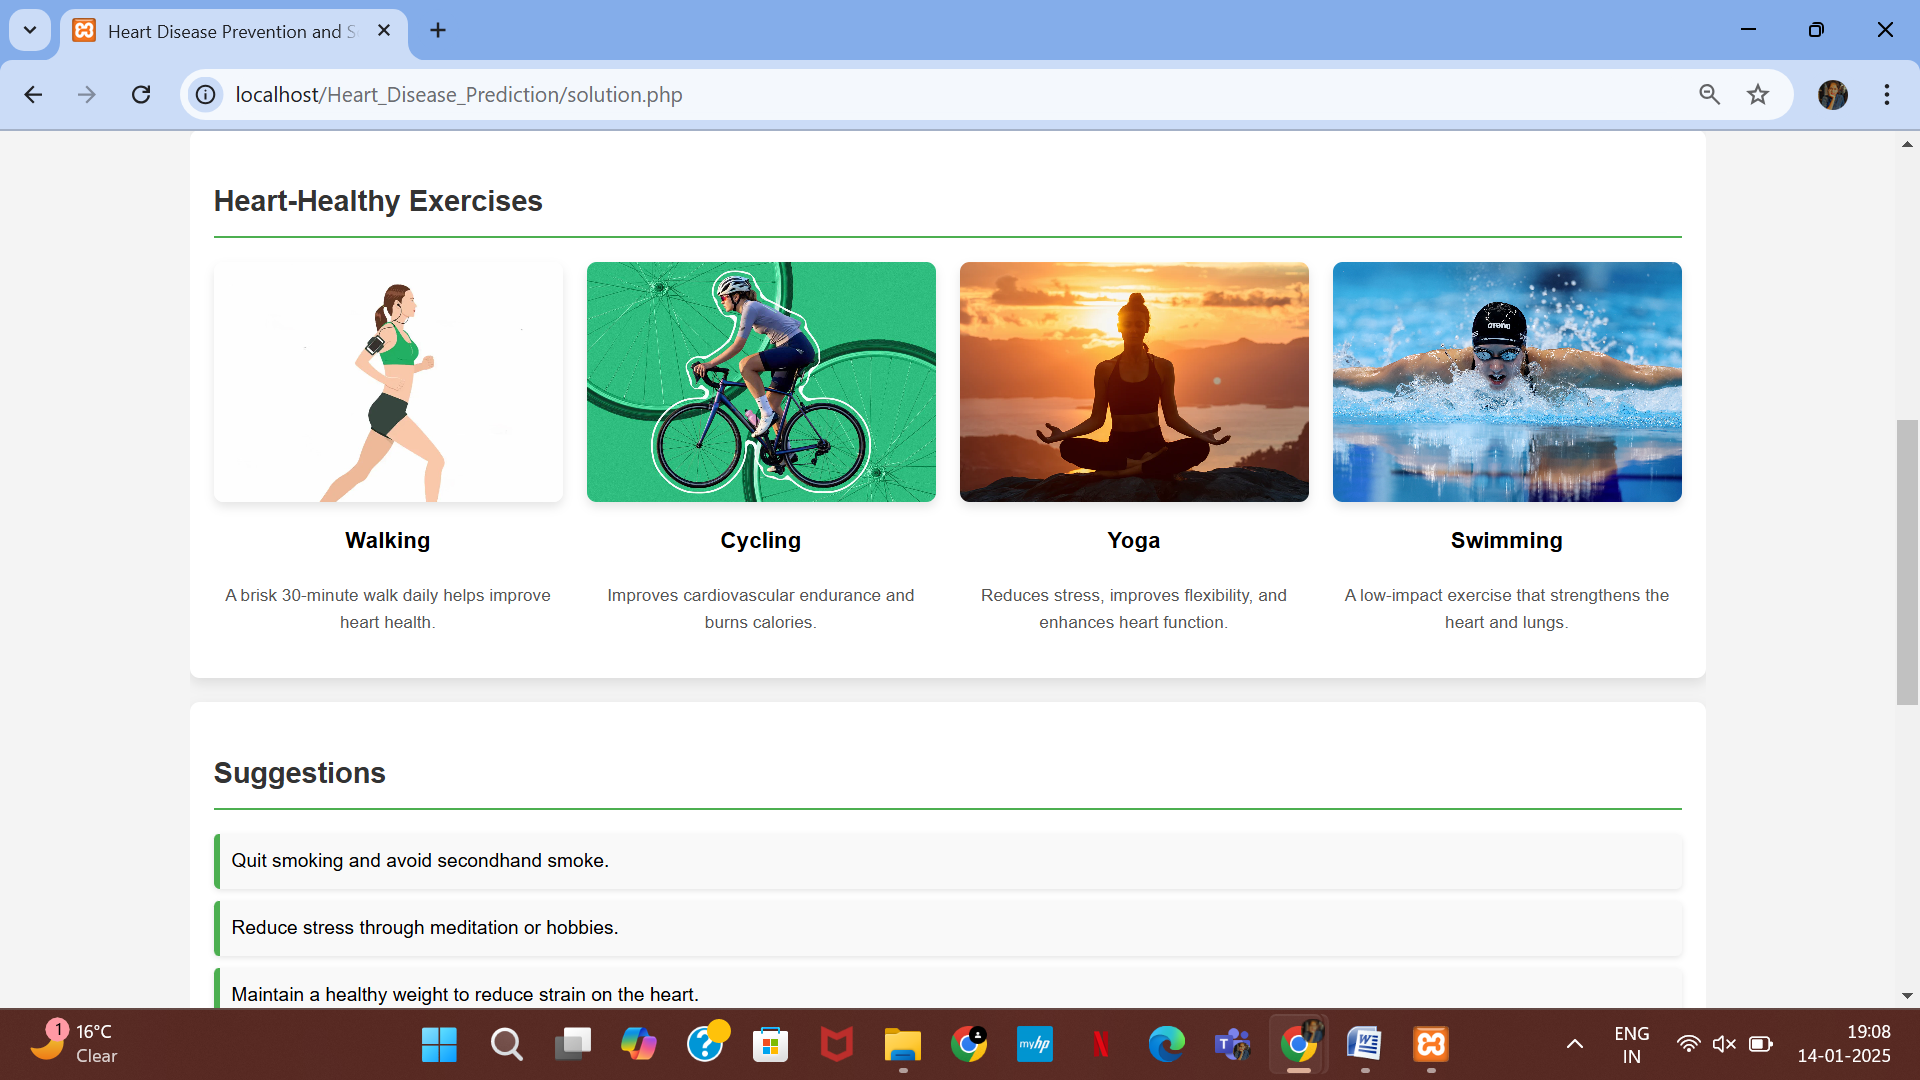 Heart Disease Prevention and S
localhost/Heart_Disease_Prediction/solution.php
Heart-Healthy Exercises
arena
Walking
Cycling
Yoga
Swimming
A brisk 30-minute walk daily helps improve
heart health.
Improves cardiovascular endurance and
burns calories.
Reduces stress, improves flexibility, and
enhances heart function.
A low-impact exercise that strengthens the
heart and lungs.
Suggestions
Quit smoking and avoid secondhand smoke.
Reduce stress through meditation or hobbies.
Maintain a healthy weight to reduce strain on the heart.
1
16°C
Clear
myhp
ENG
IN
19:08
14-01-2025